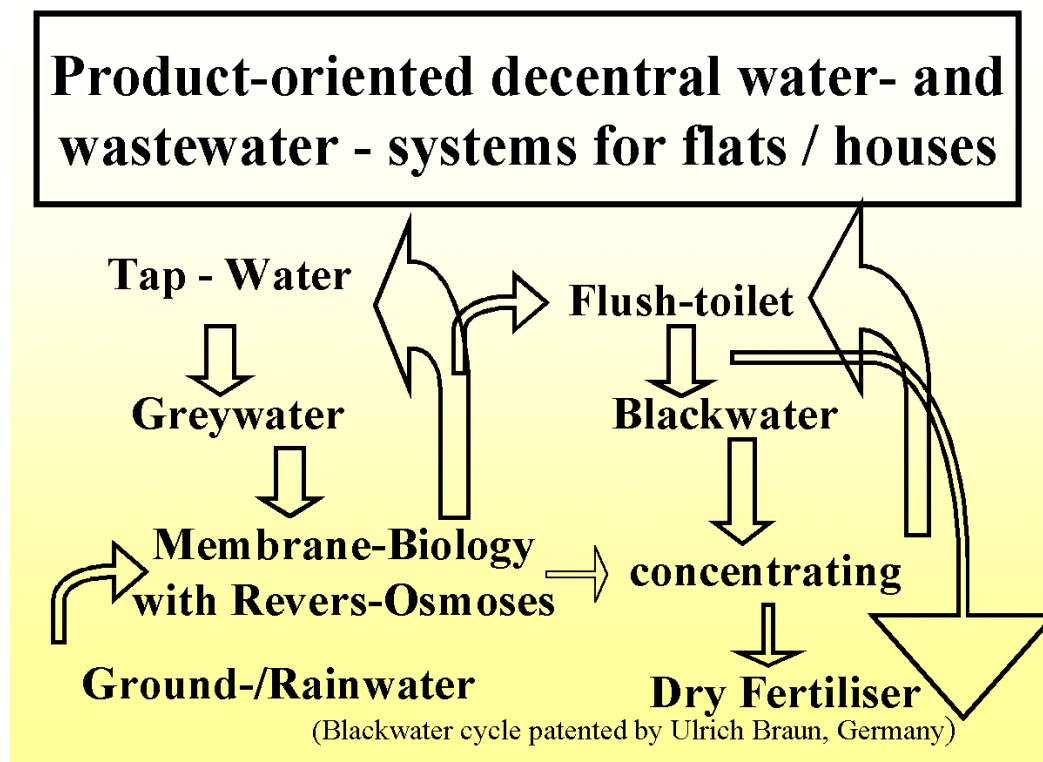 Product-oriented decentral water- and
wastewater - systems for flats / houses
Tap - Water
Flush-toilet
Greywater
Blackwater
Membrane-Biology
with Revers-Osmoses
concentrating
Ground-/Rainwater
Dry Fertiliser
(Blackwater cycle patented by Ulrich Braun, Germany)